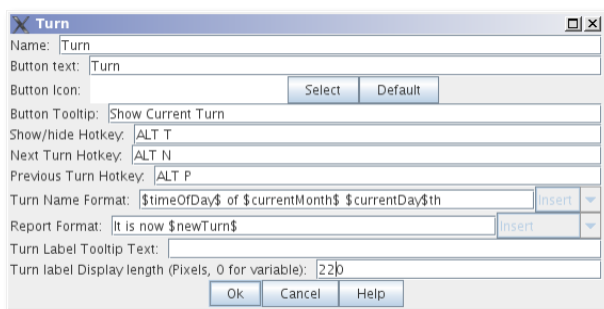 Turn
Name: Turn
Button text: Turn
Button Icon: Select Default
Button Tooltip: Show Current Turn
Show/hide Hotkey: ALT T
Next Turn Hotkey: ALT N
Previous Turn Hotkey: ALT P
Turn Name Format: $timeOfDay$ of $currentMonth$ $currentDay$th Insert
Report Format: It is now $newTurn$ Insert
Turn Label Tooltip Text:
Turn label Display length (Pixels, 0 for variable): 220
Ok Cancel Help